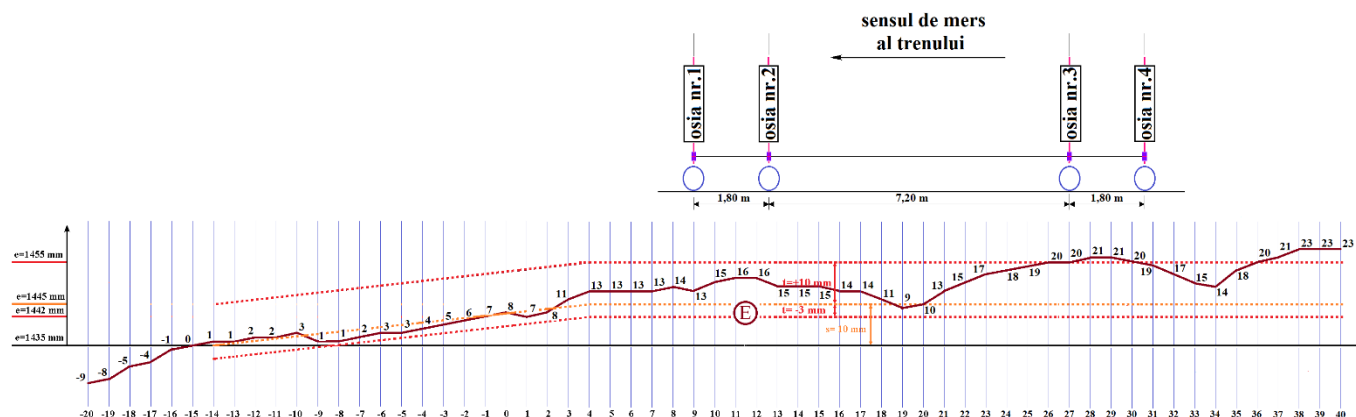 sensul de mers
al trenului
osia nr.1
osia nr.2
osia nr.3
osia nr.4
1,80 m
7,20 m
1,80 m
e=1455 mm
e=1445 mm
e=1442 mm
e=1435 mm
t=+10 mm
t= -3 mm
s= 10 mm
E
-9 -8 -5 -4 -1 0 1 1 2 2 3 1 1 2 3 3 4 5 6 7 8 7 8 11 13 13 13 13 14 13 15 16 16 15 15 15 14 14 11 9 10 13 15 17 18 19 20 20 21 21 20 19 17 15 14 18 20 21 23 23 23
-20 -19 -18 -17 -16 -15 -14 -13 -12 -11 -10 -9 -8 -7 -6 -5 -4 -3 -2 -1 0 1 2 3 4 5 6 7 8 9 10 11 12 13 14 15 16 17 18 19 20 21 22 23 24 25 26 27 28 29 30 31 32 33 34 35 36 37 38 39 40